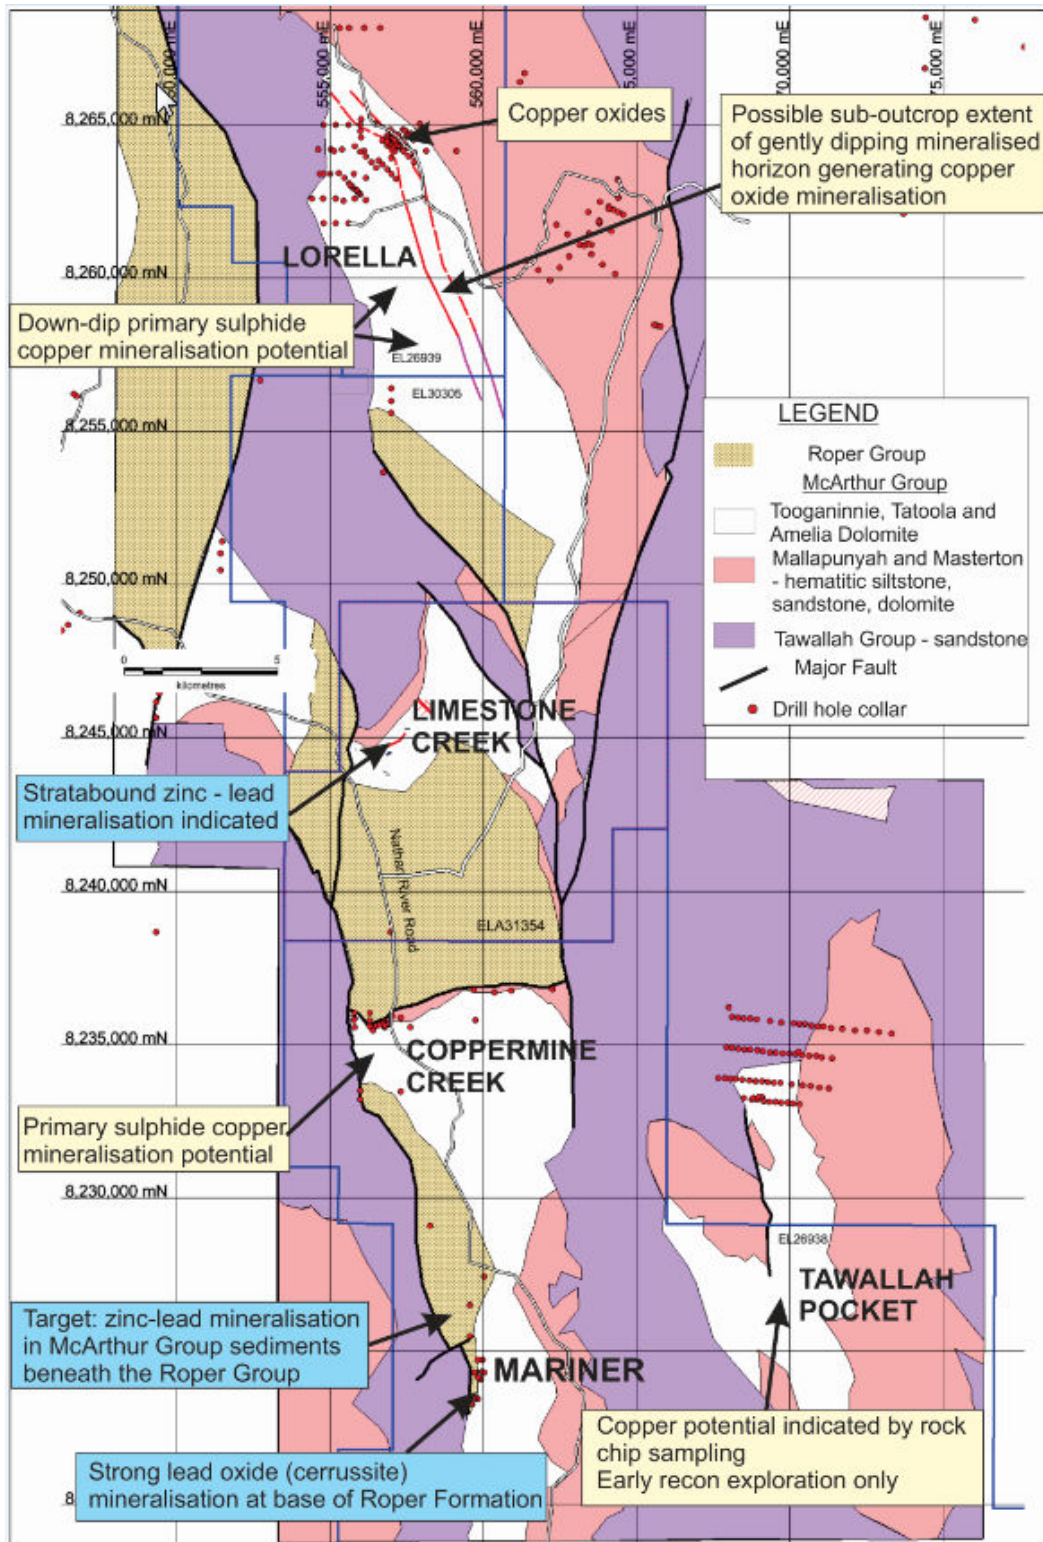 555,000 mE
560,000 mE
8,265,000 mN
Copper oxides
Possible sub-outcrop extent
of gently dipping mineralised
horizon generating copper
oxide mineralisation
LORELLA
8,260,000 mN
Down-dip primary sulphide
copper mineralisation potential
EL26939
EL30305
8,255,000 mN
LEGEND
Roper Group
McArthur Group
Tooganinnie, Tatoola and
Amelia Dolomite
Mallapunyah and Masterton
- hematitic siltstone,
sandstone, dolomite
Tawallah Group - sandstone
Major Fault
Drill hole collar
8,250,000 mN
0 5
kilometres
LIMESTONE
CREEK
8,245,000 mN
Stratabound zinc - lead
mineralisation indicated
Nathan River Road
8,240,000 mN
ELA31354
8,235,000 mN
COPPERMINE
CREEK
Primary sulphide copper
mineralisation potential
8,230,000 mN
EL26938
TAWALLAH
POCKET
Target: zinc-lead mineralisation
in McArthur Group sediments
beneath the Roper Group
MARINER
Copper potential indicated by rock
chip sampling
Early recon exploration only
Strong lead oxide (cerrussite)
mineralisation at base of Roper Formation